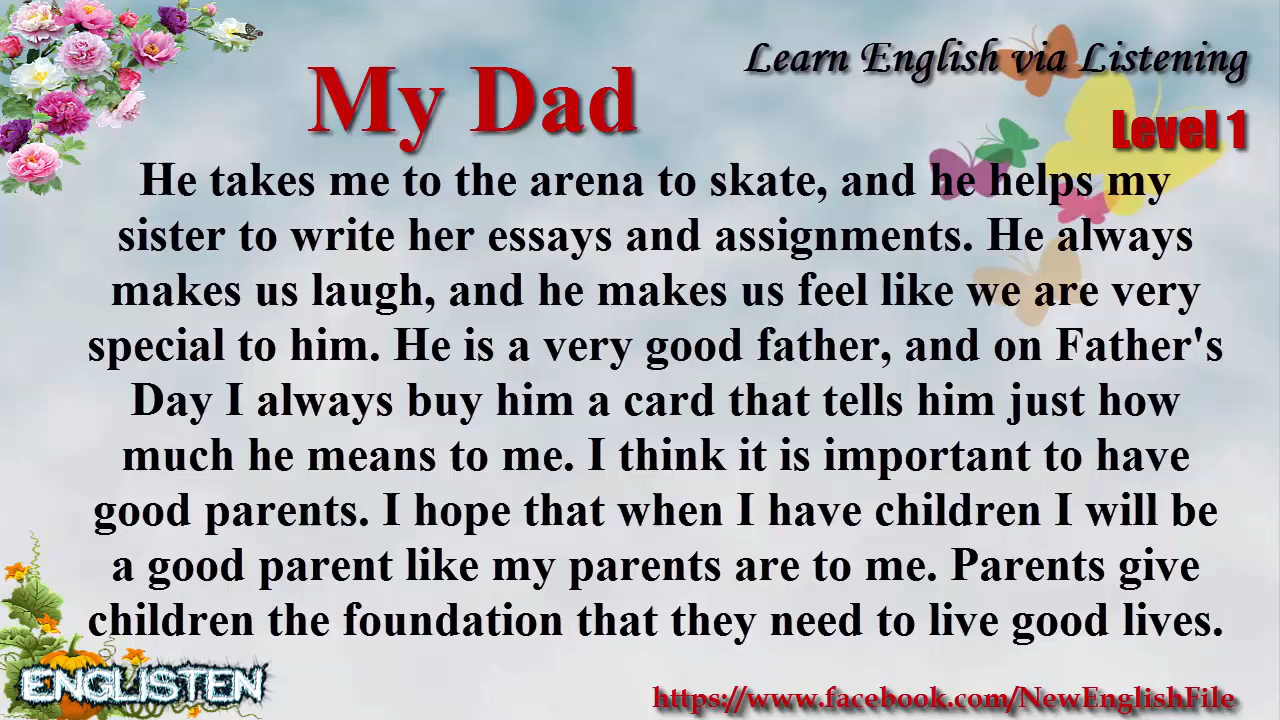 Learn English via Listening
My Dad
Level 1
He takes me to the arena to skate, and he helps my
sister to write her essays and assignments. He always
makes us laugh, and he makes us feel like we are very
special to him. He is a very good father, and on Father's
Day I always buy him a card that tells him just how
much he means to me. I think it is important to have
good parents. I hope that when I have children I will be
a good parent like my parents are to me. Parents give
children the foundation that they need to live good lives.
ENGLISTEN
https://www.facebook.com/NewEnglishFile